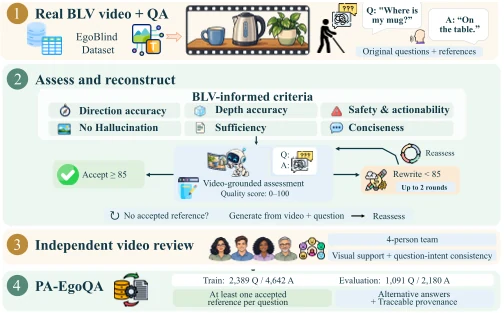 1 Real BLV video + QA
EgoBlind
Dataset
???
Q: "Where is
my mug?"
A: "On
the table."
Original questions + references
2 Assess and reconstruct
BLV-informed criteria
Direction accuracy
Depth accuracy
Safety & actionability
No Hallucination
Sufficiency
Conciseness
Reassess
Accept ≥ 85
Q: ???
A:
Video-grounded assessment
Quality score: 0–100
Rewrite < 85
Up to 2 rounds
No accepted reference? Generate from video + question → Reassess
3 Independent video review
4-person team
Visual support + question-intent consistency
4 PA-EgoQA
Train: 2,389 Q / 4,642 A
Evaluation: 1,091 Q / 2,180 A
At least one accepted
reference per question
Alternative answers
+ Traceable provenance